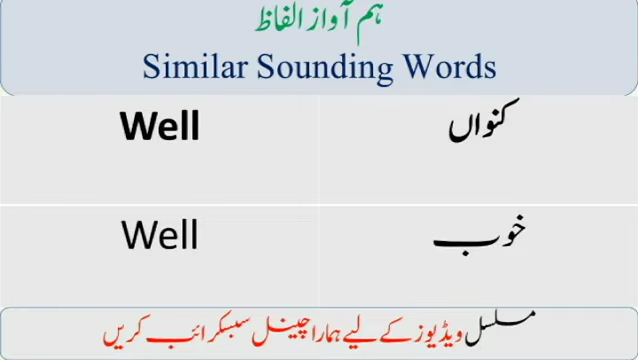 ہم آواز الفاظ
Similar Sounding Words
Well کنواں
Well خوب
مسلسل ویڈیوز کے لیے ہمارا چینل سبسکرائب کریں